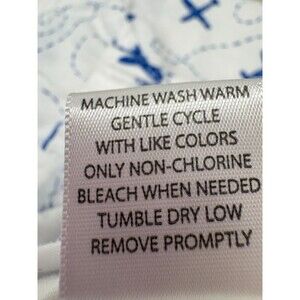 MACHINE WASH WARM
GENTLE CYCLE
WITH LIKE COLORS
ONLY NON-CHLORINE
BLEACH WHEN NEEDED
TUMBLE DRY LOW
REMOVE PROMPTLY